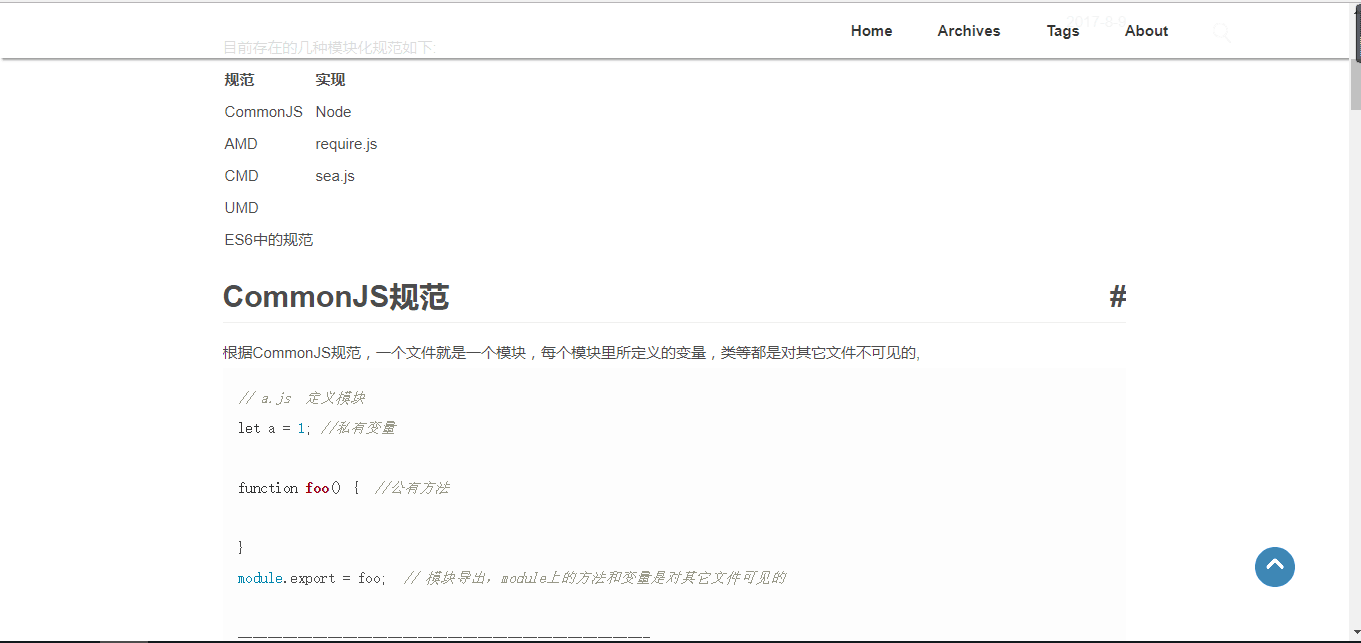 Home Archives Tags About
2017-8-9
目前存在的几种模块化规范如下:
规范 实现
CommonJS Node
AMD require.js
CMD sea.js
UMD
ES6中的规范
CommonJS规范 #
根据CommonJS规范，一个文件就是一个模块，每个模块里所定义的变量，类等都是对其它文件不可见的,
// a.js 定义模块
let a = 1; //私有变量
function foo() { //公有方法
}
module.export = foo; // 模块导出，module上的方法和变量是对其它文件可见的